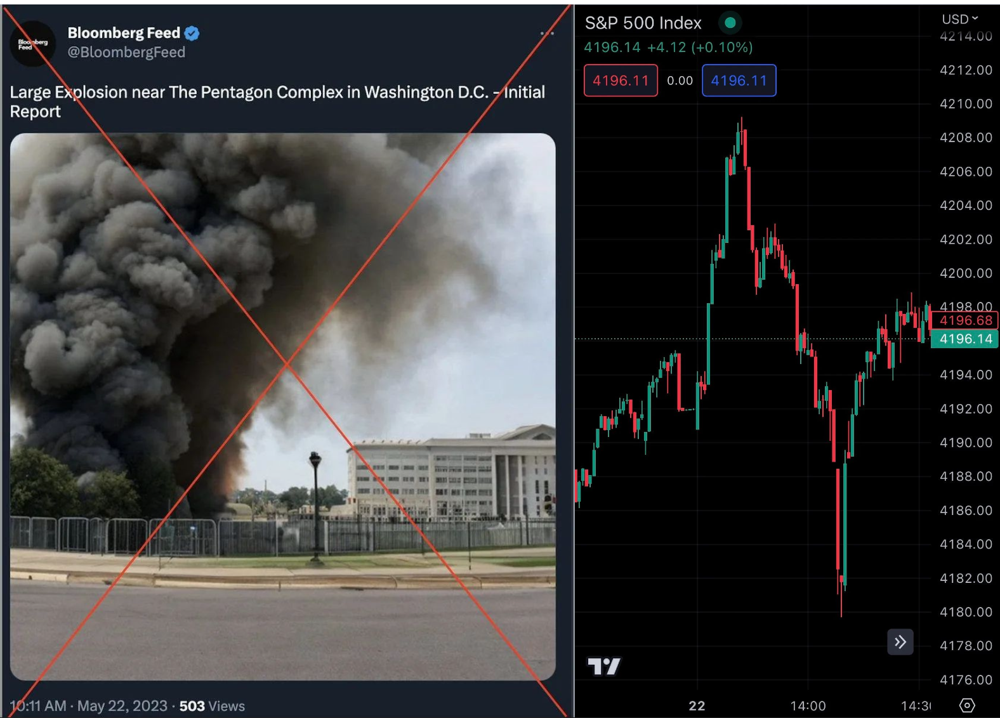 Bloomberg Feed
@BloombergFeed
Bloomberg
Feed
Large Explosion near The Pentagon Complex in Washington D.C. - Initial
Report
10:11 AM · May 22, 2023 · 503 Views
S&P 500 Index
USD
4196.14 +4.12 (+0.10%)
4196.11 0.00 4196.11
4214.00
4212.00
4210.00
4208.00
4206.00
4204.00
4202.00
4200.00
4198.00
4196.68
4196.14
4194.00
4192.00
4190.00
4188.00
4186.00
4184.00
4182.00
4180.00
4178.00
4176.00
22 14:00 14:30